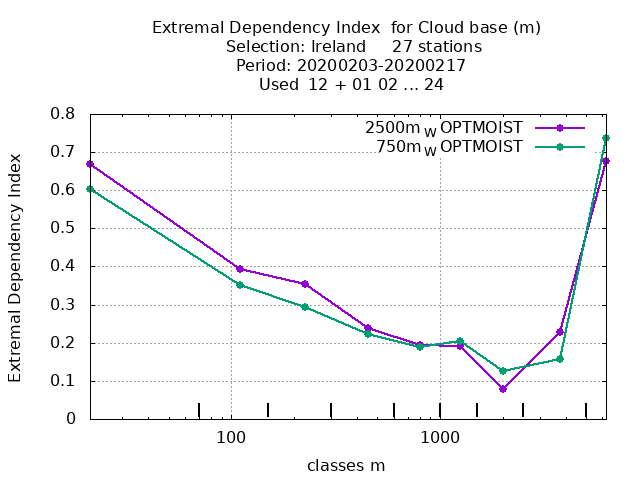 Extremal Dependency Index  for Cloud base (m)
Selection: Ireland     27 stations
Period: 20200203-20200217
Used  12 + 01 02 ... 24
2500m W OPTMOIST
750m W OPTMOIST
0.8
0.7
0.6
0.5
0.4
0.3
0.2
0.1
0
Extremal Dependency Index
100
1000
classes m